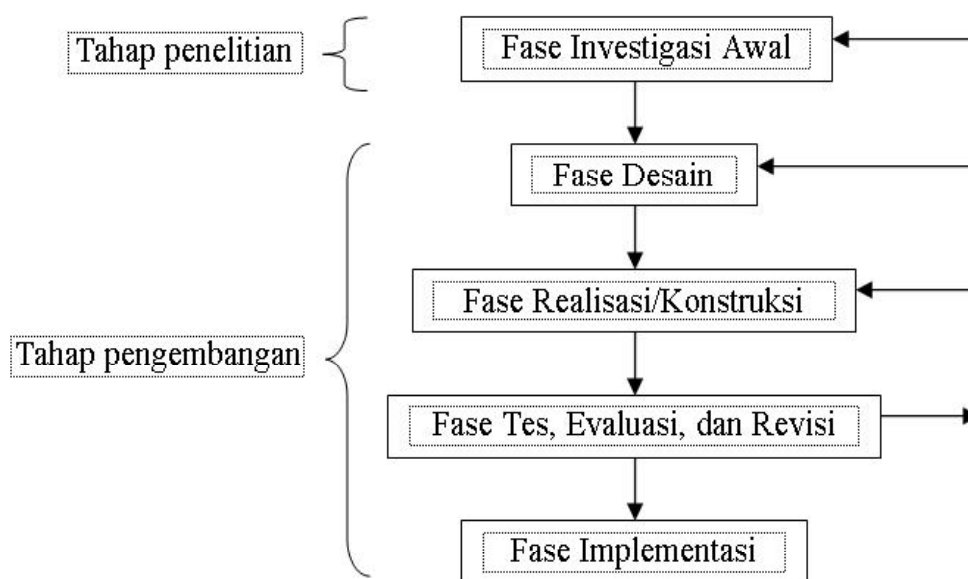 Tahap penelitian
Fase Investigasi Awal
Fase Desain
Fase Realisasi/Konstruksi
Tahap pengembangan
Fase Tes, Evaluasi, dan Revisi
Fase Implementasi